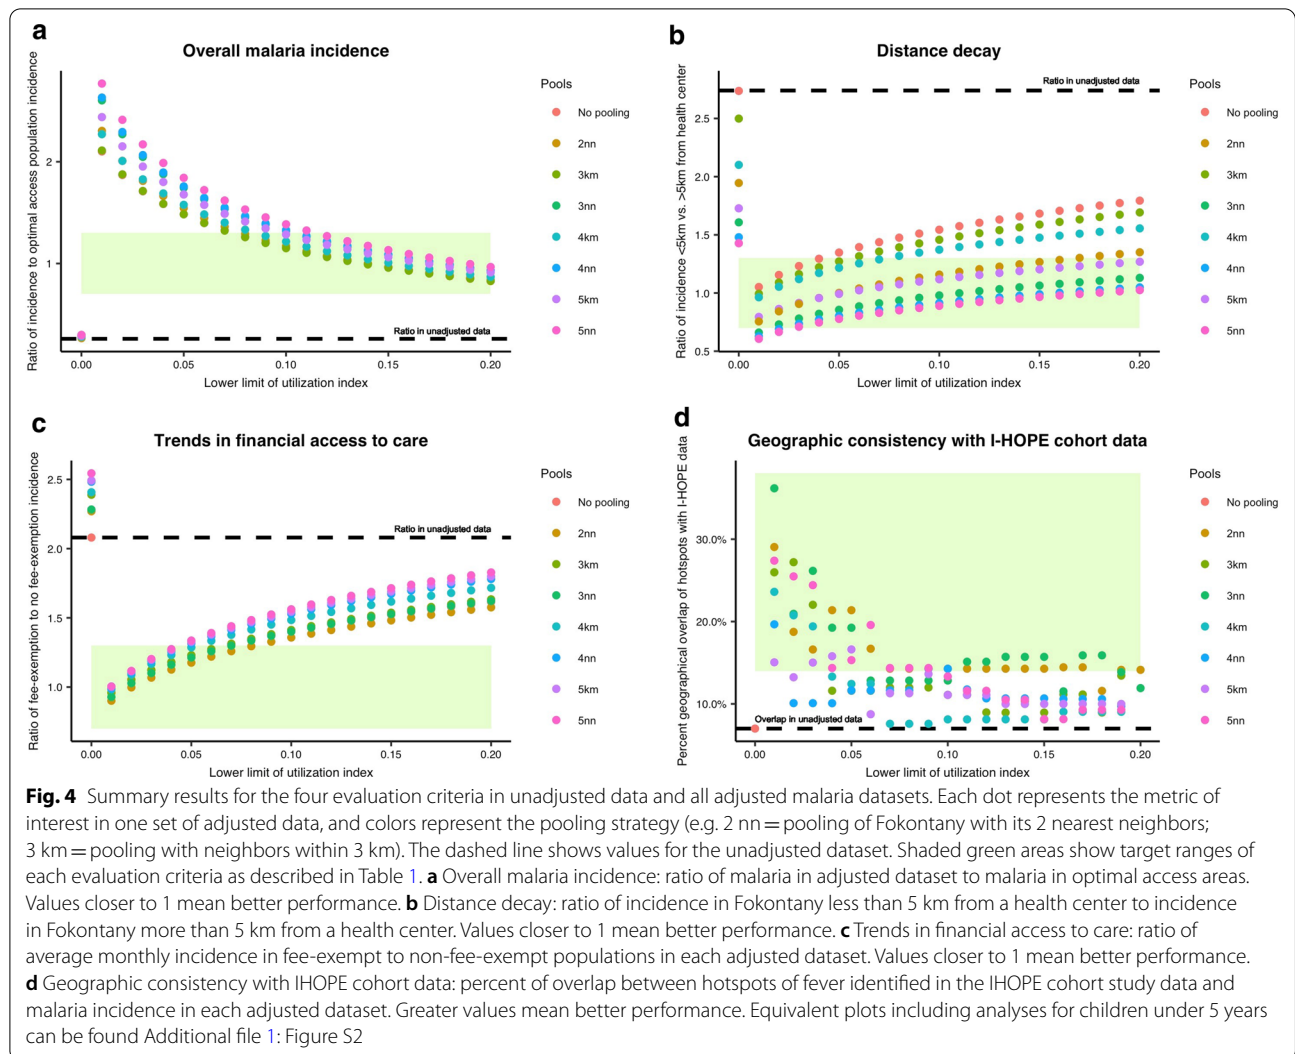 a
Overall malaria incidence
Ratio of incidence to optimal access population incidence
2
1
Ratio in unadjusted data
0.00 0.05 0.10 0.15 0.20
Lower limit of utilization index
Pools
No pooling
2nn
3km
3nn
4km
4nn
5km
5nn
b
Distance decay
Ratio of incidence <5km vs. >5km from health center
2.5
2.0
1.5
1.0
0.5
Ratio in unadjusted data
0.00 0.05 0.10 0.15 0.20
Lower limit of utilization index
Pools
No pooling
2nn
3km
3nn
4km
4nn
5km
5nn
c
Trends in financial access to care
Ratio of fee-exemption to no fee-exemption incidence
2.5
2.0
1.5
1.0
Ratio in unadjusted data
0.00 0.05 0.10 0.15 0.20
Lower limit of utilization index
Pools
No pooling
2nn
3km
3nn
4km
4nn
5km
5nn
d
Geographic consistency with I-HOPE cohort data
Percent geographical overlap of hotspots with I-HOPE data
30.0%
20.0%
10.0%
Overlap in unadjusted data
0.00 0.05 0.10 0.15 0.20
Lower limit of utilization index
Pools
No pooling
2nn
3km
3nn
4km
4nn
5km
5nn
Fig. 4 Summary results for the four evaluation criteria in unadjusted data and all adjusted malaria datasets. Each dot represents the metric of
interest in one set of adjusted data, and colors represent the pooling strategy (e.g. 2 nn = pooling of Fokontany with its 2 nearest neighbors;
3 km = pooling with neighbors within 3 km). The dashed line shows values for the unadjusted dataset. Shaded green areas show target ranges of
each evaluation criteria as described in Table 1. a Overall malaria incidence: ratio of malaria in adjusted dataset to malaria in optimal access areas.
Values closer to 1 mean better performance. b Distance decay: ratio of incidence in Fokontany less than 5 km from a health center to incidence
in Fokontany more than 5 km from a health center. Values closer to 1 mean better performance. c Trends in financial access to care: ratio of
average monthly incidence in fee-exempt to non-fee-exempt populations in each adjusted dataset. Values closer to 1 mean better performance.
d Geographic consistency with IHOPE cohort data: percent of overlap between hotspots of fever identified in the IHOPE cohort study data and
malaria incidence in each adjusted dataset. Greater values mean better performance. Equivalent plots including analyses for children under 5 years
can be found Additional file 1: Figure S2